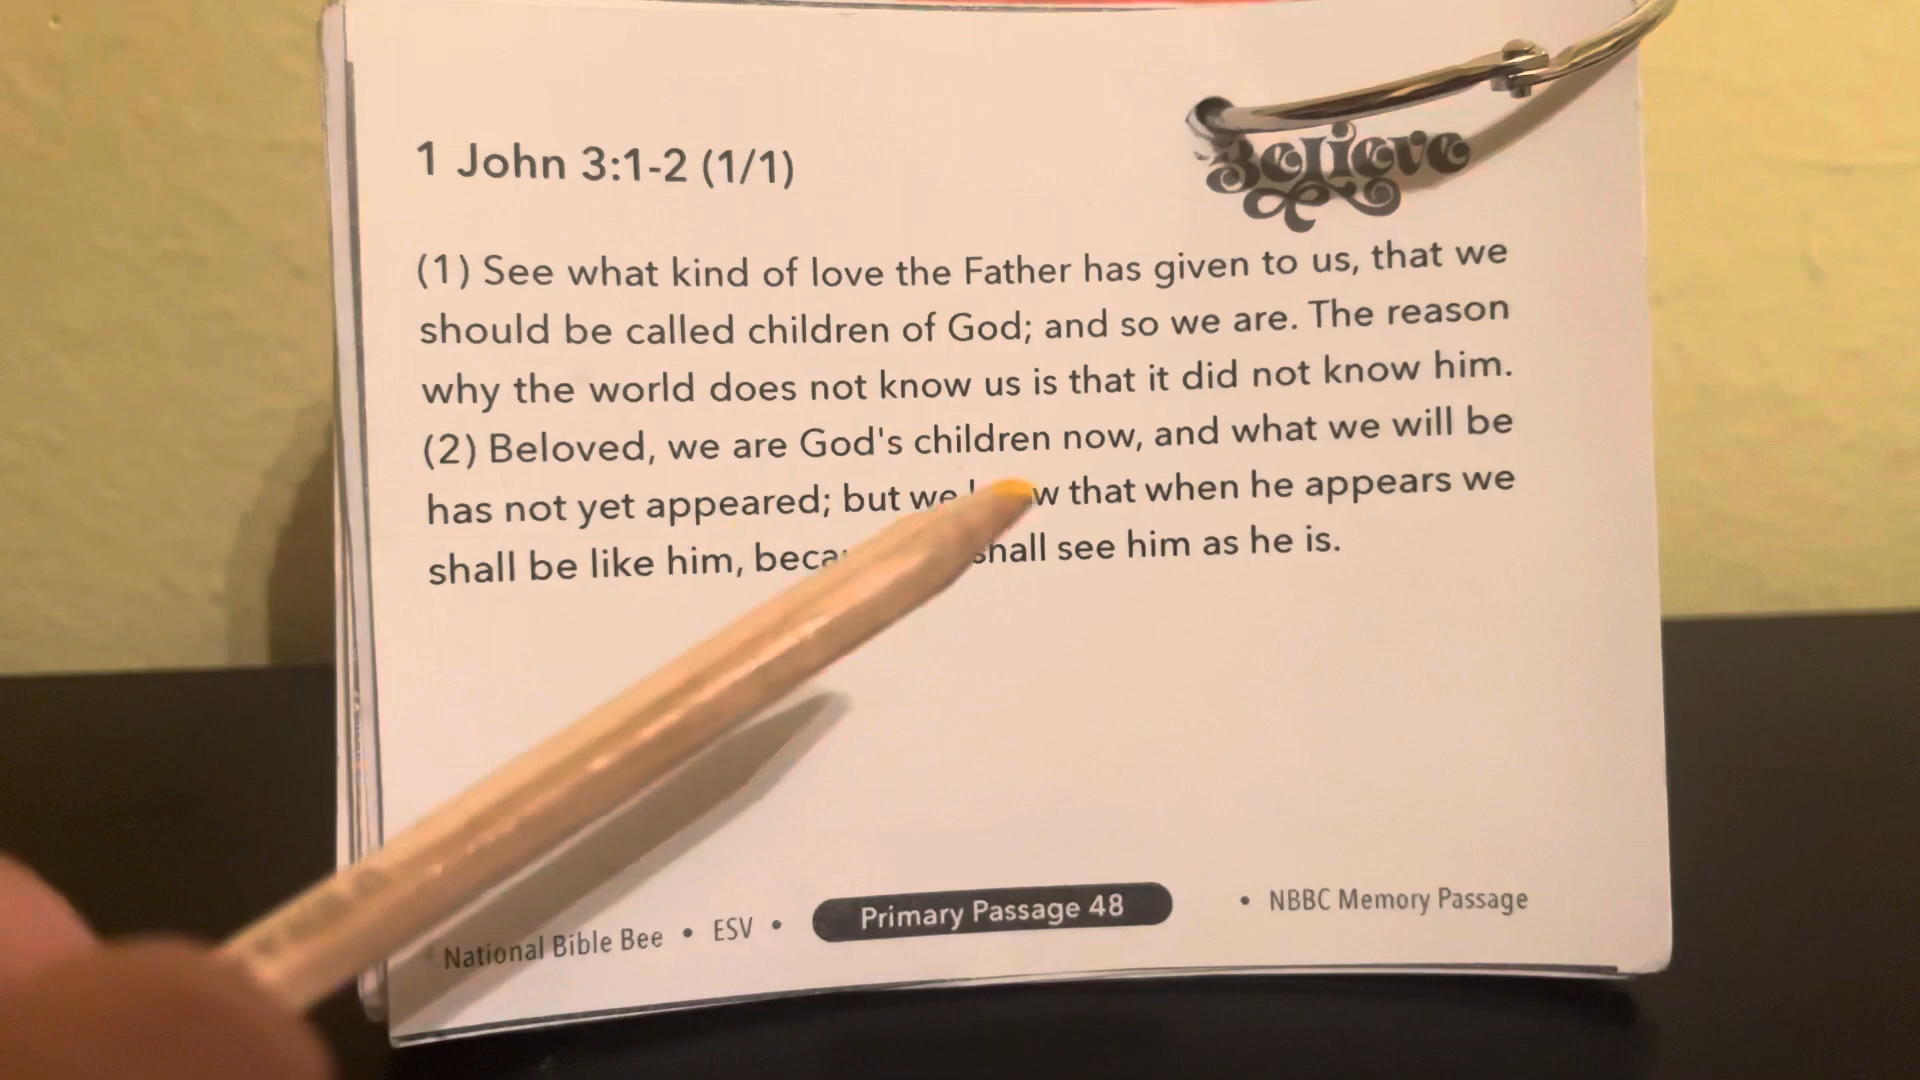 1 John 3:1-2 (1/1)
Believe
(1) See what kind of love the Father has given to us, that we
should be called children of God; and so we are. The reason
why the world does not know us is that it did not know him.
(2) Beloved, we are God's children now, and what we will be
has not yet appeared; but we that when he appears we
shall be like him, shall see him as he is.
National Bible Bee • ESV • Primary Passage 48 • NBBC Memory Passage